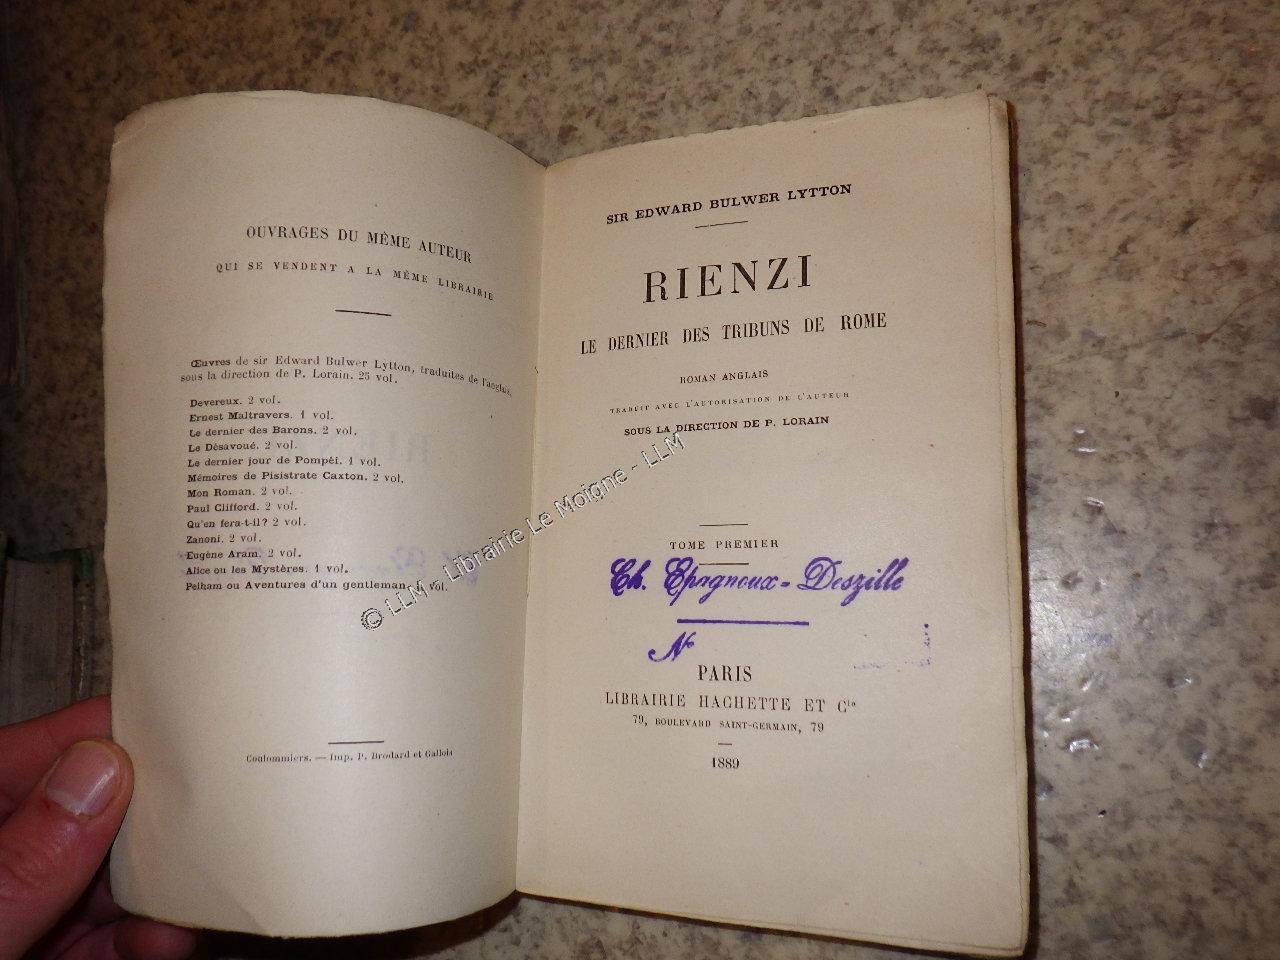 OUVRAGES DU MÊME AUTEUR
QUI SE VENDENT A LA MÊME LIBRAIRIE
Œuvres de sir Edward Bulwer Lytton, traduites de l'anglais,
sous la direction de P. Lorain. 25 vol.
Devereux. 2 vol.
Ernest Maltravers. 1 vol.
Le dernier des Barons. 2 vol.
Le Désavoué. 2 vol.
Le dernier jour de Pompéi. 1 vol.
Mémoires de Pisistrate Caxton. 2 vol.
Mon Roman. 2 vol.
Paul Clifford. 2 vol.
Qu'en fera-t-il? 2 vol.
Zanoni. 2 vol.
Eugène Aram. 2 vol.
Alice ou les Mystères. 1 vol.
Pelham ou Aventures d'un gentleman. vol.
Coulommiers. — Imp. P. Brodard et Gallois
SIR EDWARD BULWER LYTTON
RIENZI
LE DERNIER DES TRIBUNS DE ROME
ROMAN ANGLAIS
TRADUIT AVEC L'AUTORISATION DE L'AUTEUR
SOUS LA DIRECTION DE P. LORAIN
TOME PREMIER
Ch. Epagneux=Deszille
N
PARIS
LIBRAIRIE HACHETTE ET Cie
79, BOULEVARD SAINT-GERMAIN, 79
1889
© LLM - Librairie Le Moigne - LLM